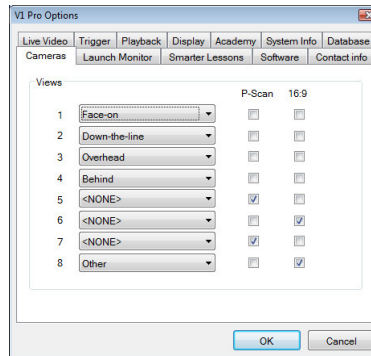 V1 Pro Options
Live Video Trigger Playback Display Academy System Info Database
Cameras Launch Monitor Smarter Lessons Software Contact info
Views
P-Scan 16:9
1 Face-on
2 Down-the-line
3 Overhead
4 Behind
5 <NONE>
6 <NONE>
7 <NONE>
8 Other
OK Cancel